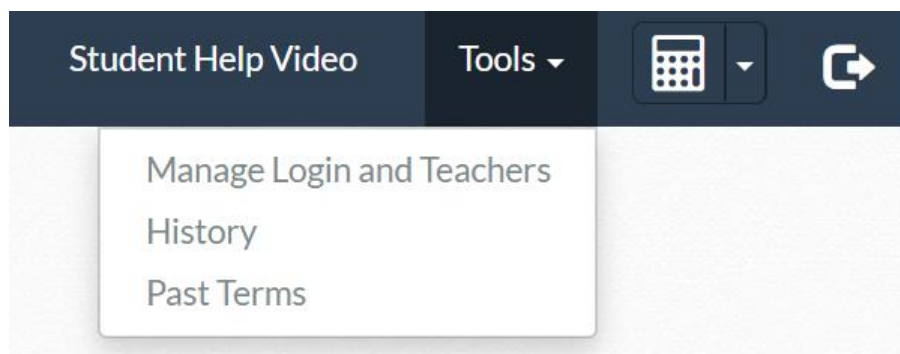 Student Help Video Tools
Manage Login and Teachers
History
Past Terms